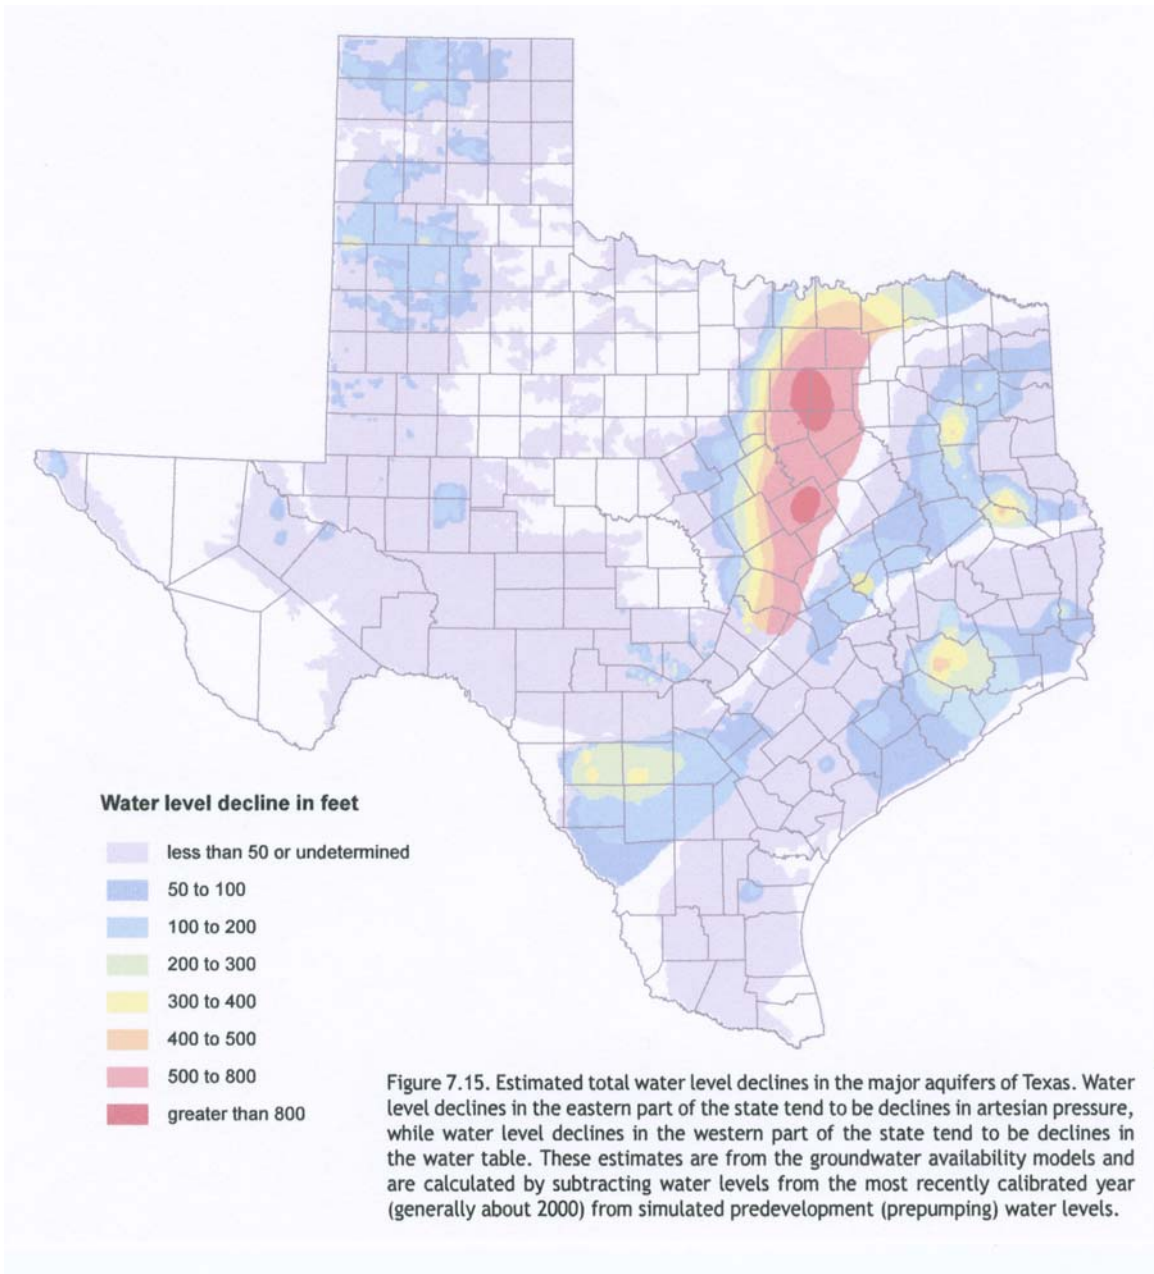 Water level decline in feet
less than 50 or undetermined
50 to 100
100 to 200
200 to 300
300 to 400
400 to 500
500 to 800
greater than 800
Figure 7.15. Estimated total water level declines in the major aquifers of Texas. Water
level declines in the eastern part of the state tend to be declines in artesian pressure,
while water level declines in the western part of the state tend to be declines in
the water table. These estimates are from the groundwater availability models and
are calculated by subtracting water levels from the most recently calibrated year
(generally about 2000) from simulated predevelopment (prepumping) water levels.